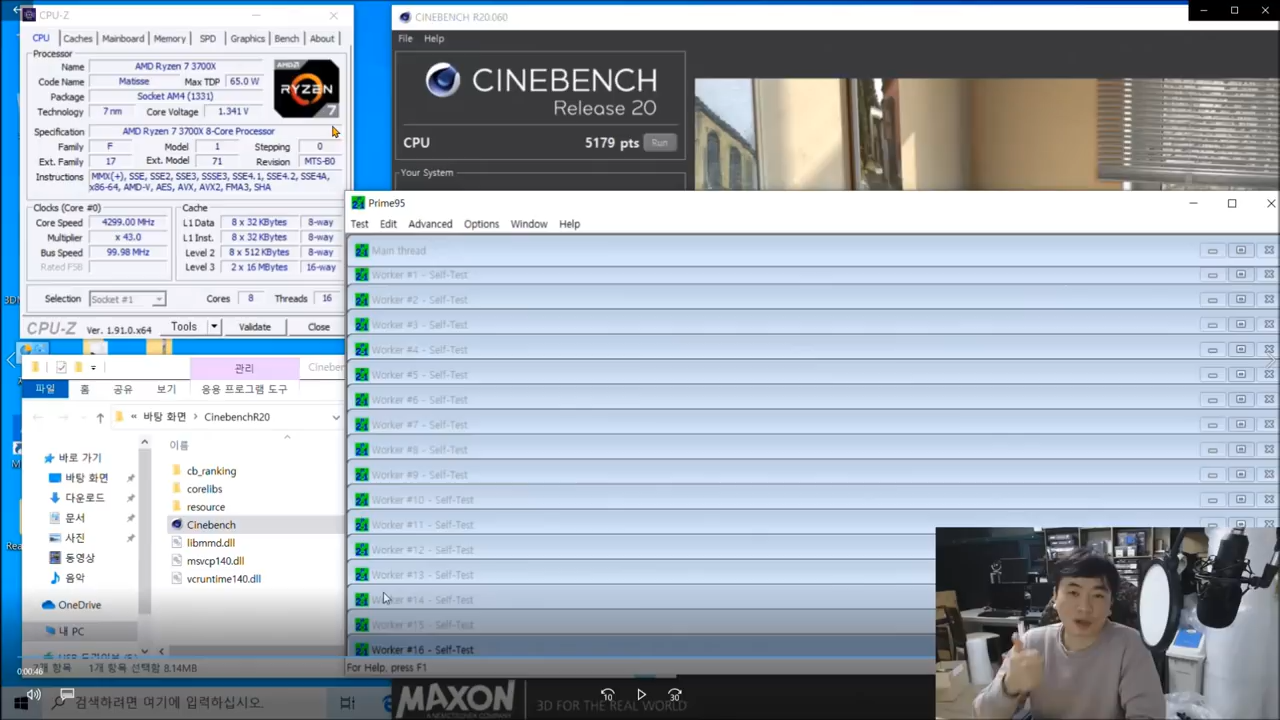 CPU-Z
CPU Caches Mainboard Memory SPD Graphics Bench About
Processor
Name AMD Ryzen 7 3700X
Code Name Matisse Max TDP 65.0 W
Package Socket AM4 (1331)
Technology 7 nm Core Voltage 1.341 V
AMD RYZEN 7
Specification AMD Ryzen 7 3700X 8-Core Processor
Family F Model 1 Stepping 0
Ext. Family 17 Ext. Model 71 Revision MTS-B0
Instructions MMX(+), SSE, SSE2, SSE3, SSSE3, SSE4.1, SSE4.2, SSE4A,
x86-64, AMD-V, AES, AVX, AVX2, FMA3, SHA
Clocks (Core #0) Cache
Core Speed 4299.00 MHz L1 Data 8 x 32 KBytes 8-way
Multiplier x 43.0 L1 Inst. 8 x 32 KBytes 8-way
Bus Speed 99.98 MHz Level 2 8 x 512 KBytes 8-way
Rated FSB Level 3 2 x 16 MBytes 16-way
Selection Socket #1 Cores 8 Threads 16
CPU-Z Ver. 1.91.0.x64 Tools Validate Close
CINEBENCH R20.060
File Help
CINEBENCH
Release 20
CPU 5179 pts Run
Your System
Prime95
Test Edit Advanced Options Window Help
Main thread
Worker #1 - Self-Test
Worker #2 - Self-Test
Worker #3 - Self-Test
Worker #4 - Self-Test
Worker #5 - Self-Test
Worker #6 - Self-Test
Worker #7 - Self-Test
Worker #8 - Self-Test
Worker #9 - Self-Test
Worker #10 - Self-Test
Worker #11 - Self-Test
Worker #12 - Self-Test
Worker #13 - Self-Test
Worker #14 - Self-Test
Worker #15 - Self-Test
Worker #16 - Self-Test
For Help, press F1
관리
파일 홈 공유 보기 응용 프로그램 도구
« 바탕 화면 › CinebenchR20
이름
바로 가기
바탕 화면
다운로드
문서
사진
동영상
음악
OneDrive
내 PC
cb_ranking
corelibs
resource
Cinebench
libmmd.dll
msvcp140.dll
vcruntime140.dll
1개 항목 선택함 8.14MB
0:00:46
검색하려면 여기에 입력하십시오.
MAXON
3D FOR THE REAL WORLD
10
30